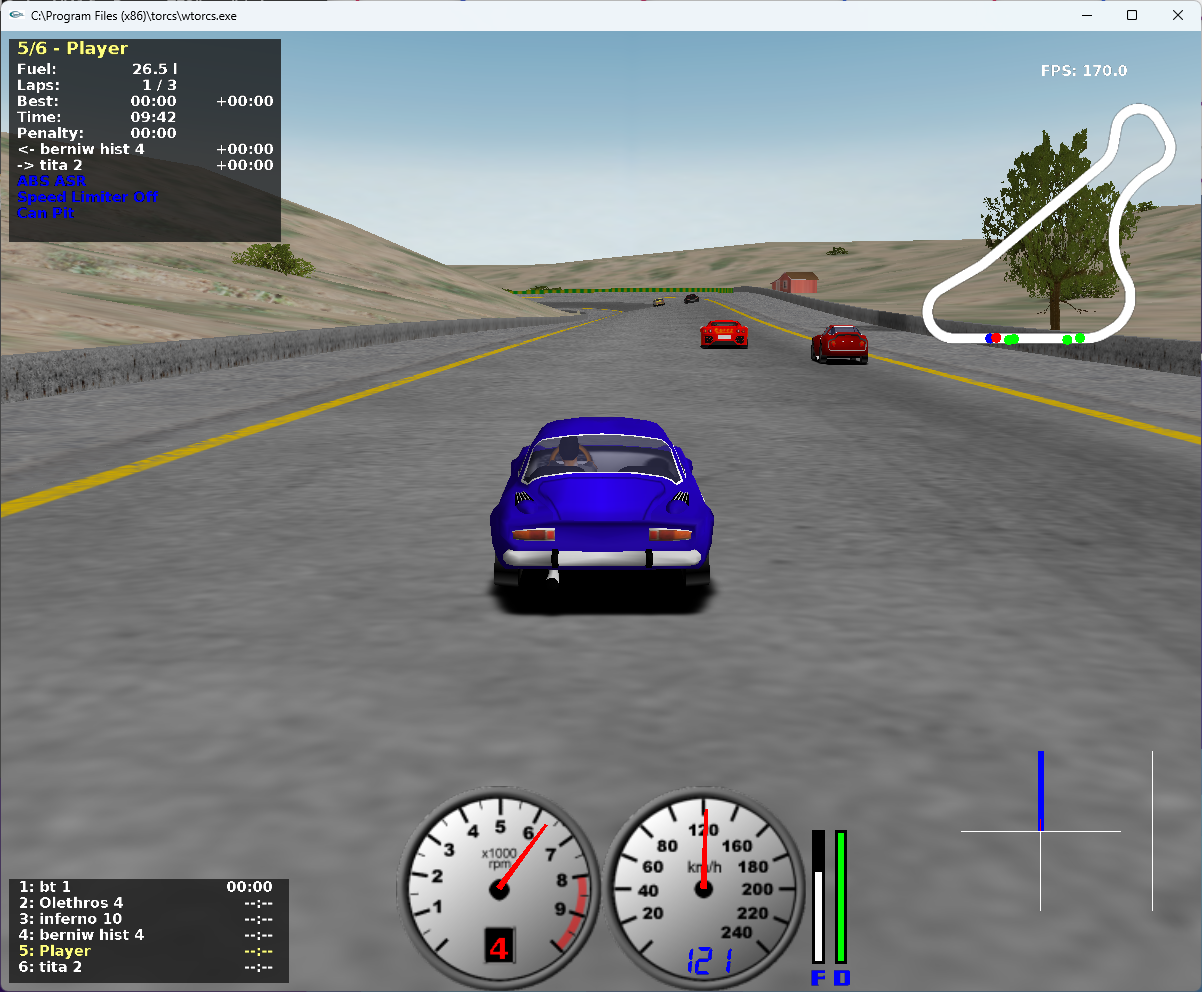 C:\Program Files (x86)\torcs\wtorcs.exe
5/6 - Player
Fuel: 26.5 l
Laps: 1 / 3
Best: 00:00 +00:00
Time: 09:42
Penalty: 00:00
<- berniw hist 4 +00:00
-> tita 2 +00:00
ABS ASR
Speed Limiter Off
Can Pit
FPS: 170.0
1 2 3 4 5 6 7 8 9
x1000
rpm
4
20 40 60 80 120 160 180 200 220 240
km/h
121
F D
1: bt 1 00:00
2: Olethros 4 --:--
3: inferno 10 --:--
4: berniw hist 4 --:--
5: Player --:--
6: tita 2 --:--